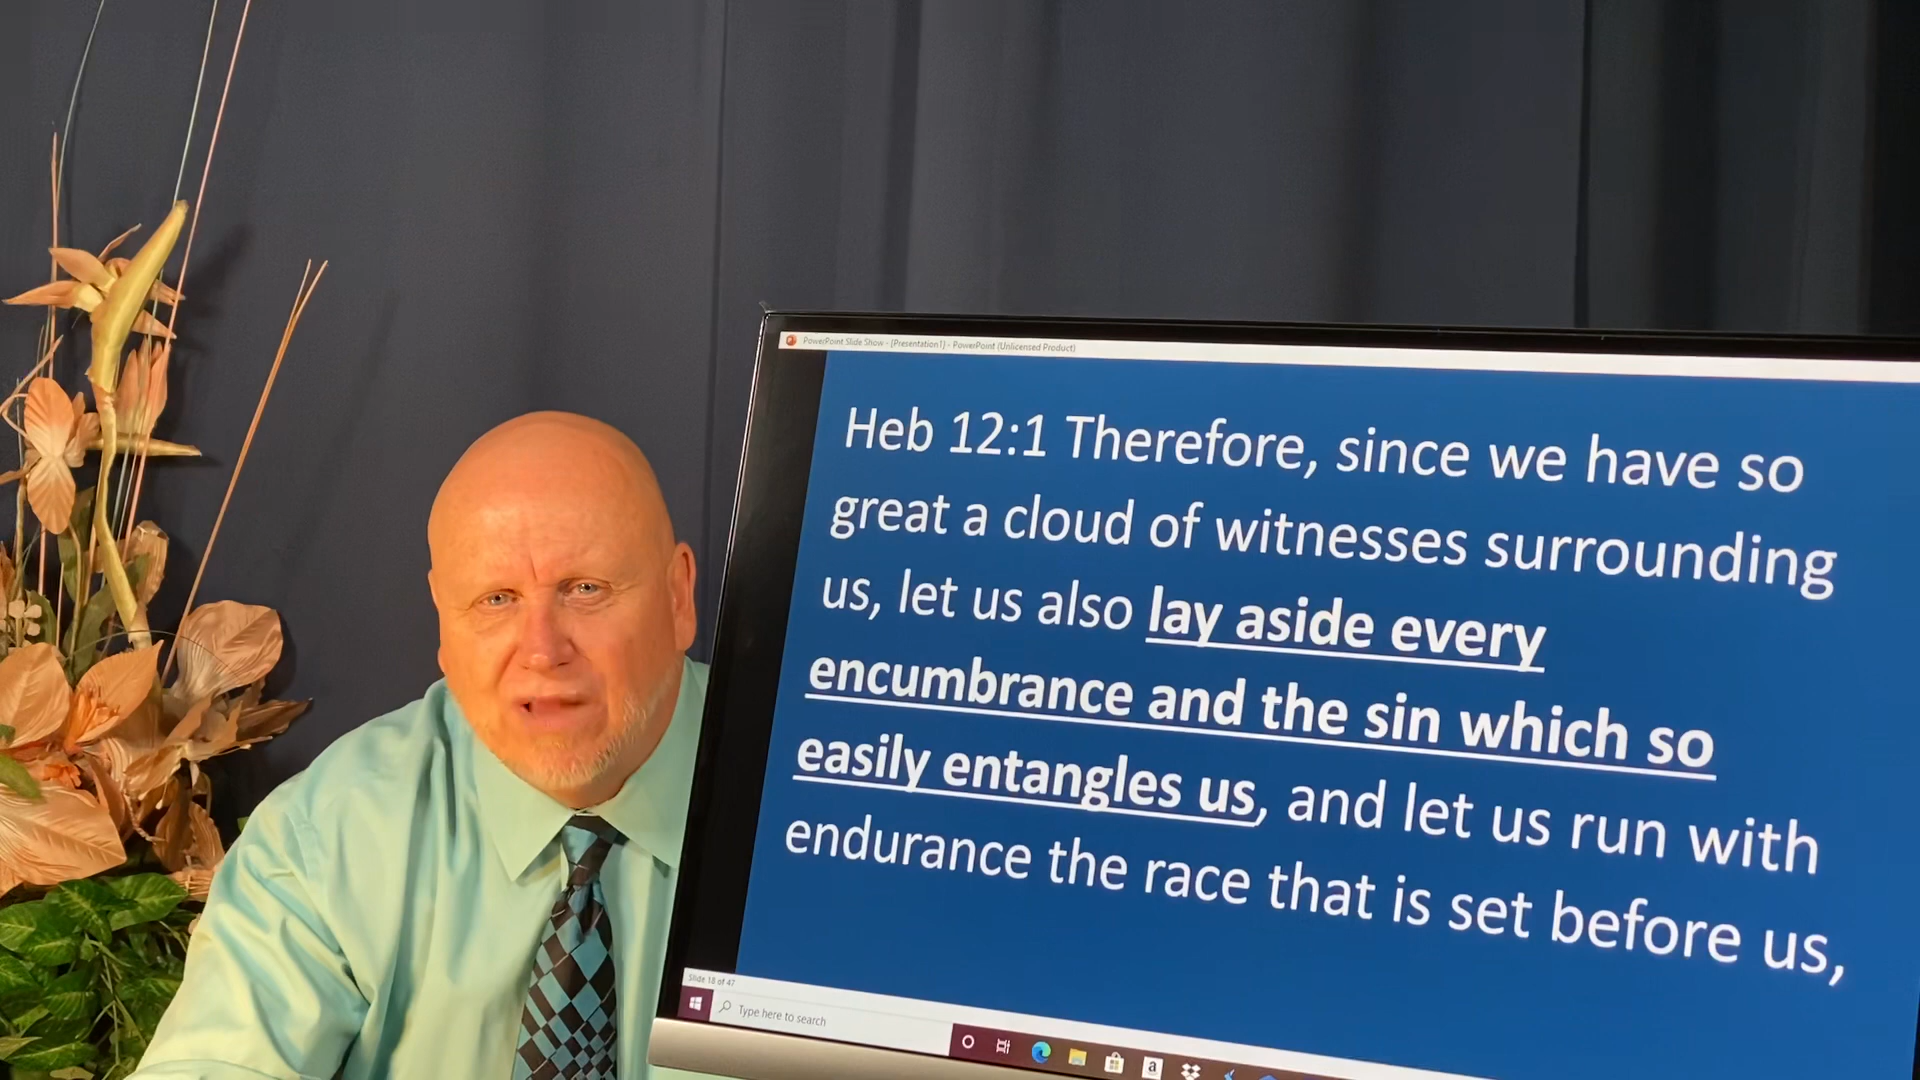 PowerPoint Slide Show - [Presentation1] - PowerPoint (Unlicensed Product)
Heb 12:1 Therefore, since we have so
great a cloud of witnesses surrounding
us, let us also lay aside every
encumbrance and the sin which so
easily entangles us, and let us run with
endurance the race that is set before us,
Slide 18 of 47
Type here to search
a